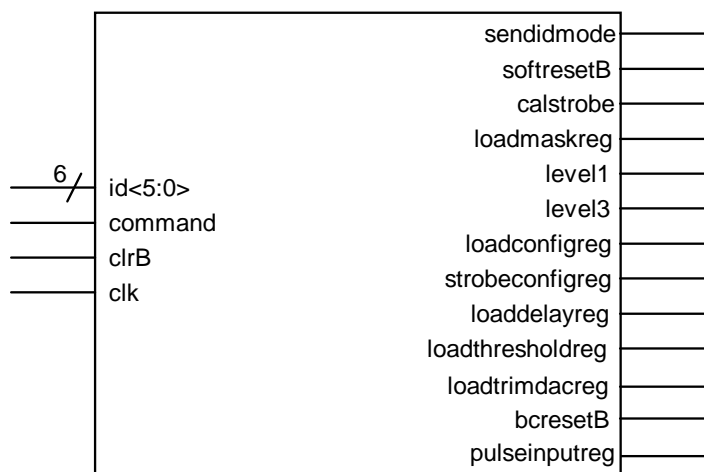 sendidmode
softresetB
calstrobe
loadmaskreg
6
id<5:0>
level1
command
level3
clrB
loadconfigreg
clk
strobeconfigreg
loaddelayreg
loadthresholdreg
loadtrimdacreg
bcresetB
pulseinputreg